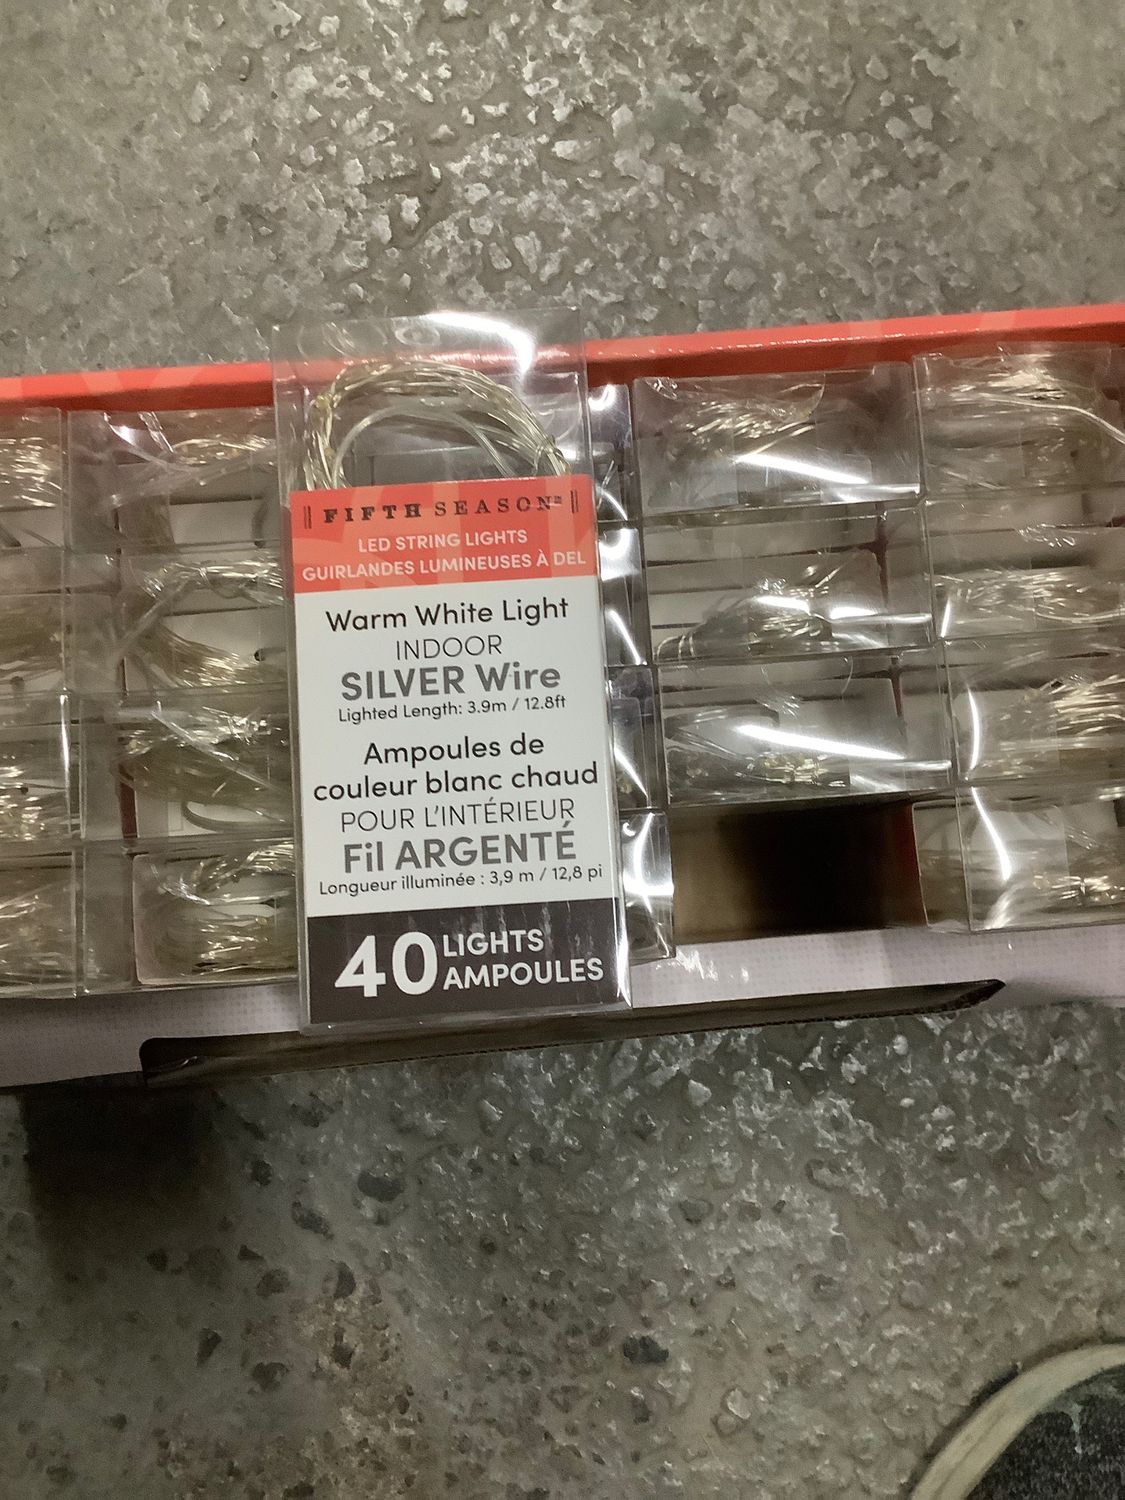 FIFTH SEASON
LED STRING LIGHTS
GUIRLANDES LUMINEUSES À DEL
Warm White Light
INDOOR
SILVER Wire
Lighted Length: 3.9m / 12.8ft
Ampoules de
couleur blanc chaud
POUR L'INTÉRIEUR
Fil ARGENTÉ
Longueur illuminée : 3,9 m / 12,8 pi
40 LIGHTS
AMPOULES